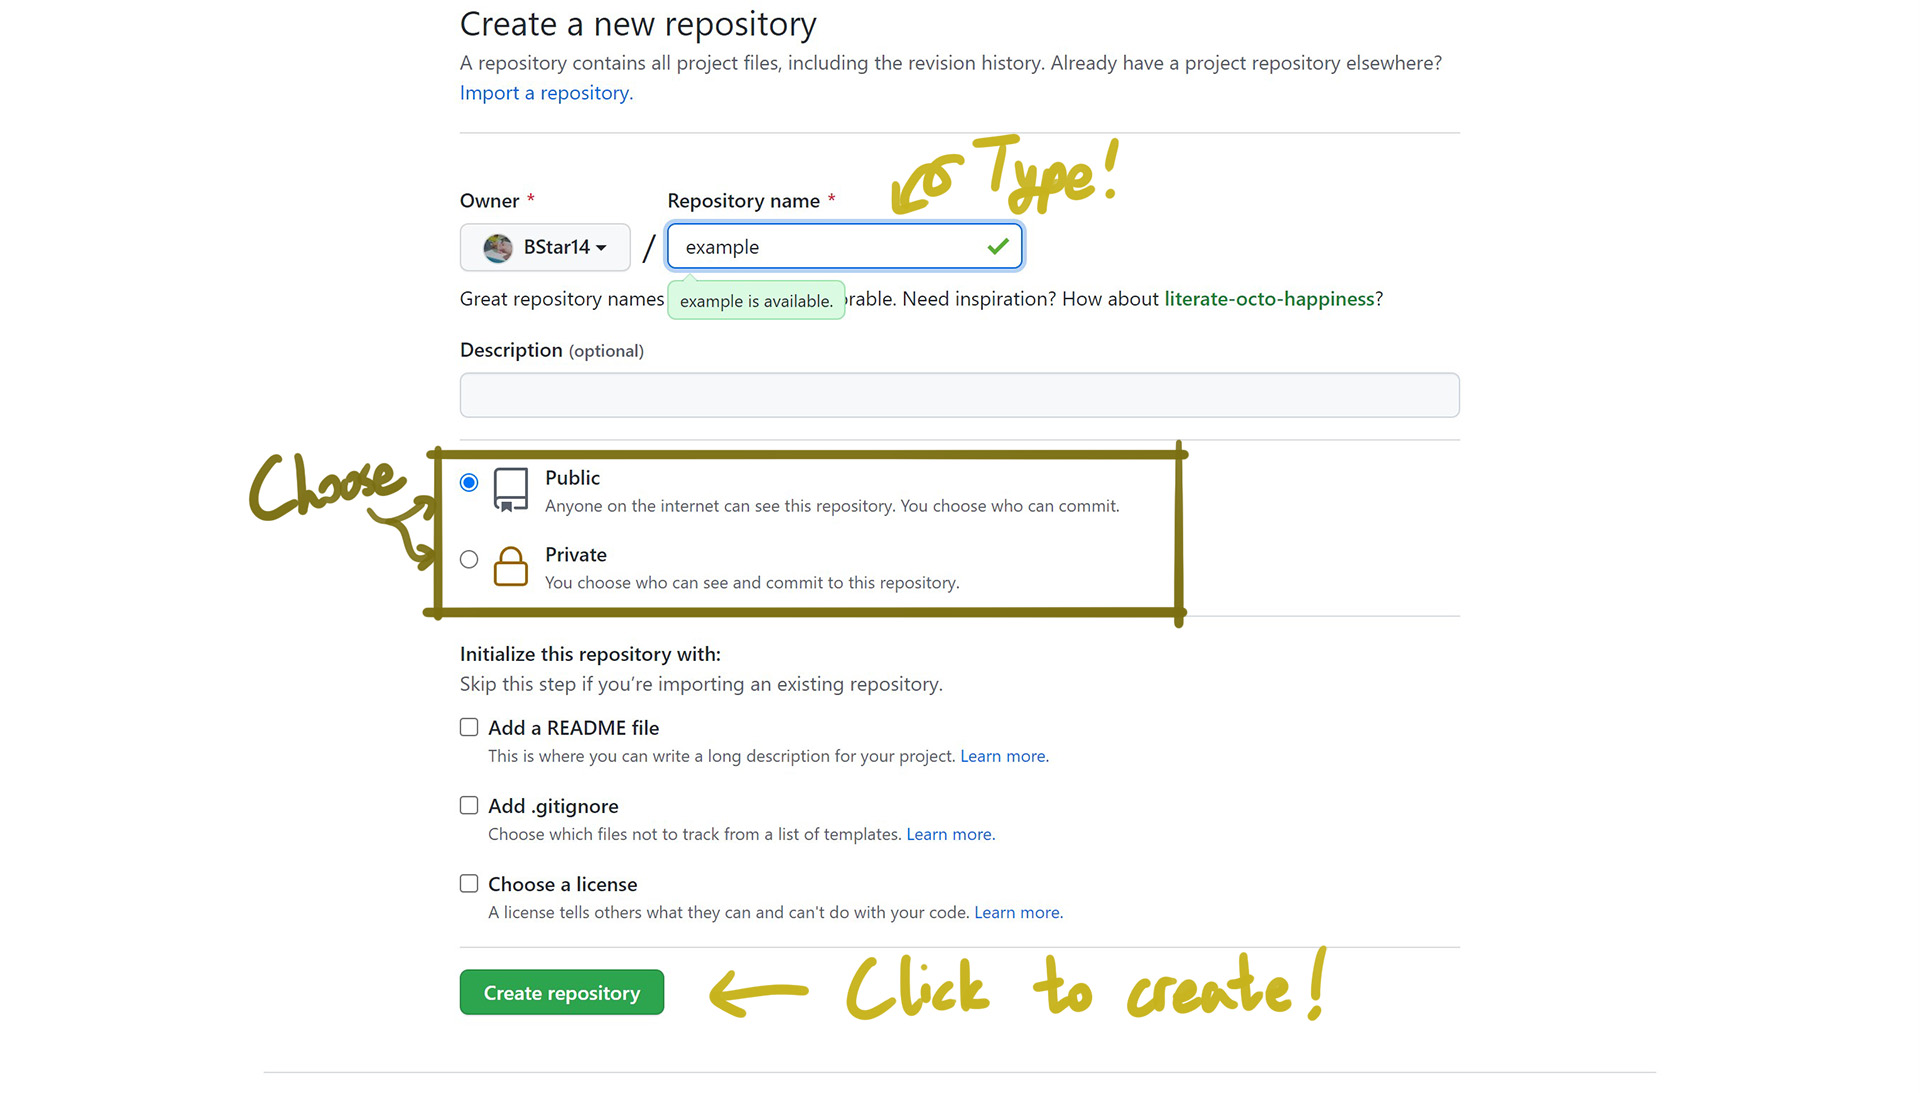 Create a new repository
A repository contains all project files, including the revision history. Already have a project repository elsewhere?
Import a repository.
Type!
Owner * Repository name *
BStar14 / example
Great repository names example is available. rable. Need inspiration? How about literate-octo-happiness?
Description (optional)
Choose
Public
Anyone on the internet can see this repository. You choose who can commit.
Private
You choose who can see and commit to this repository.
Initialize this repository with:
Skip this step if you’re importing an existing repository.
Add a README file
This is where you can write a long description for your project. Learn more.
Add .gitignore
Choose which files not to track from a list of templates. Learn more.
Choose a license
A license tells others what they can and can't do with your code. Learn more.
Create repository Click to create!